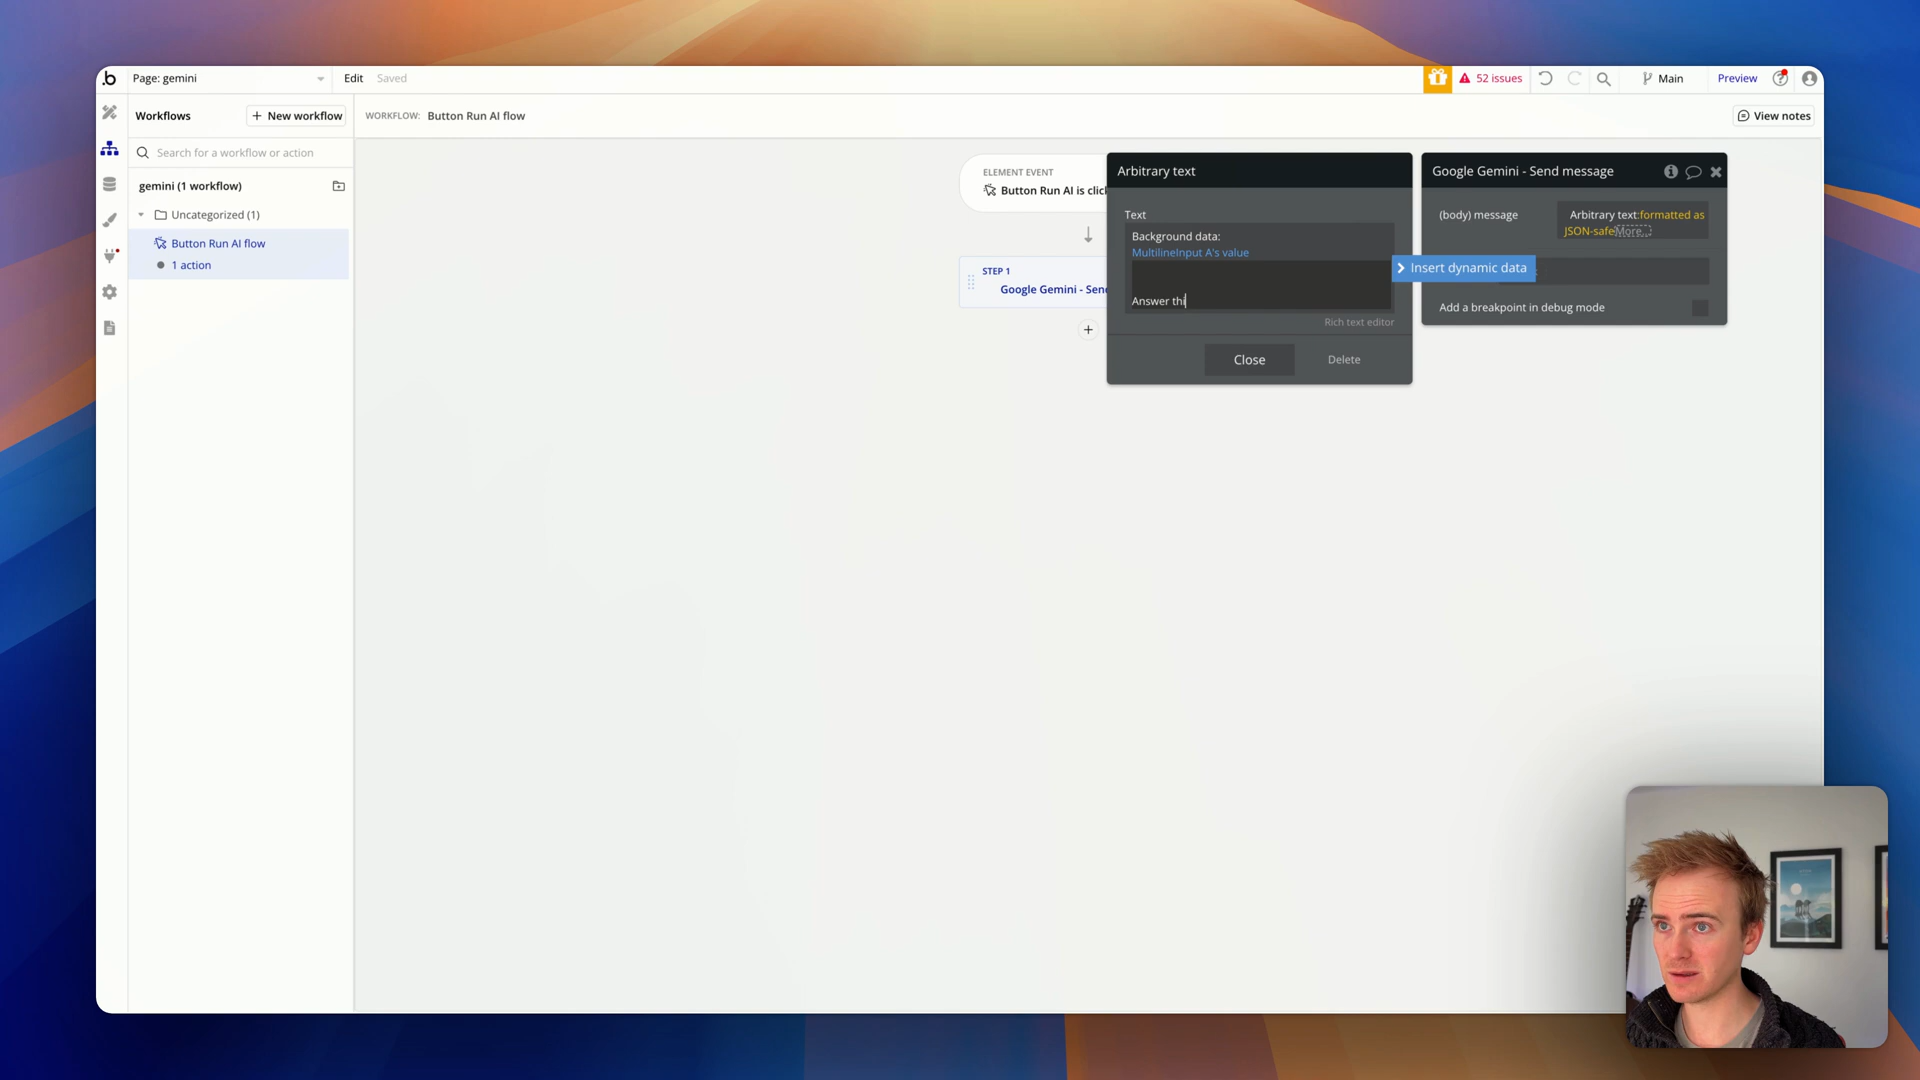 .b
Page: gemini
Edit
Saved
52 issues
Main
Preview
Workflows
+ New workflow
WORKFLOW: Button Run AI flow
View notes
Search for a workflow or action
gemini (1 workflow)
Uncategorized (1)
Button Run AI flow
1 action
ELEMENT EVENT
Button Run AI is clic
STEP 1
Google Gemini - Sen
Arbitrary text
Text
Background data:
MultilineInput A's value
Answer thi
Rich text editor
Close
Delete
Insert dynamic data
Google Gemini - Send message
(body) message
Arbitrary text:formatted as
JSON-safe More...
Add a breakpoint in debug mode